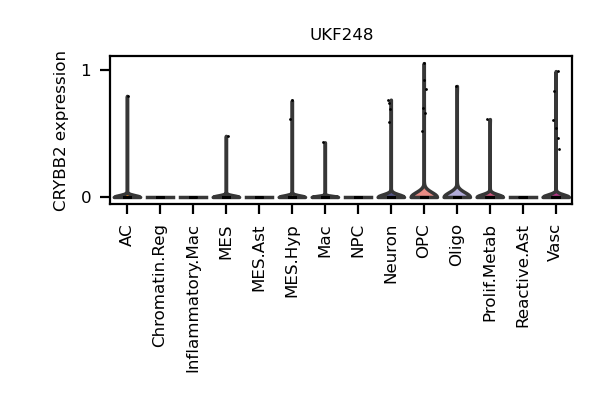 UKF248
CRYBB2 expression
1
0
AC
Chromatin.Reg
Inflammatory.Mac
MES
MES.Ast
MES.Hyp
Mac
NPC
Neuron
OPC
Oligo
Prolif.Metab
Reactive.Ast
Vasc